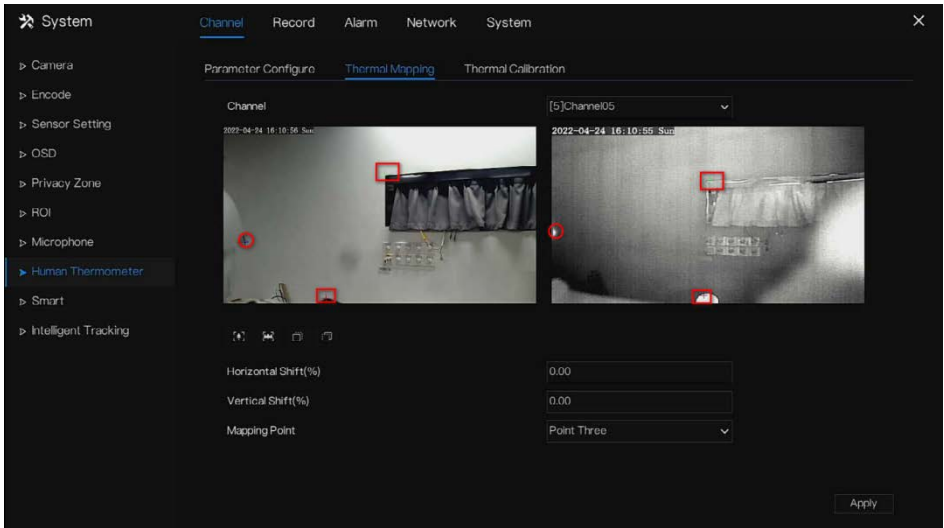 System
Channel Record Alarm Network System
Camera
Encode
Sensor Setting
OSD
Privacy Zone
ROI
Microphone
Human Thermometer
Smart
Intelligent Tracking
Parameter Configure Thermal Mapping Thermal Calibration
Channel [5]Channel05
2022-04-24 16:10:56 Sun 2022-04-24 16:10:55 Sun
Horizontal Shift(%) 0.00
Vertical Shift(%) 0.00
Mapping Point Point Three
Apply